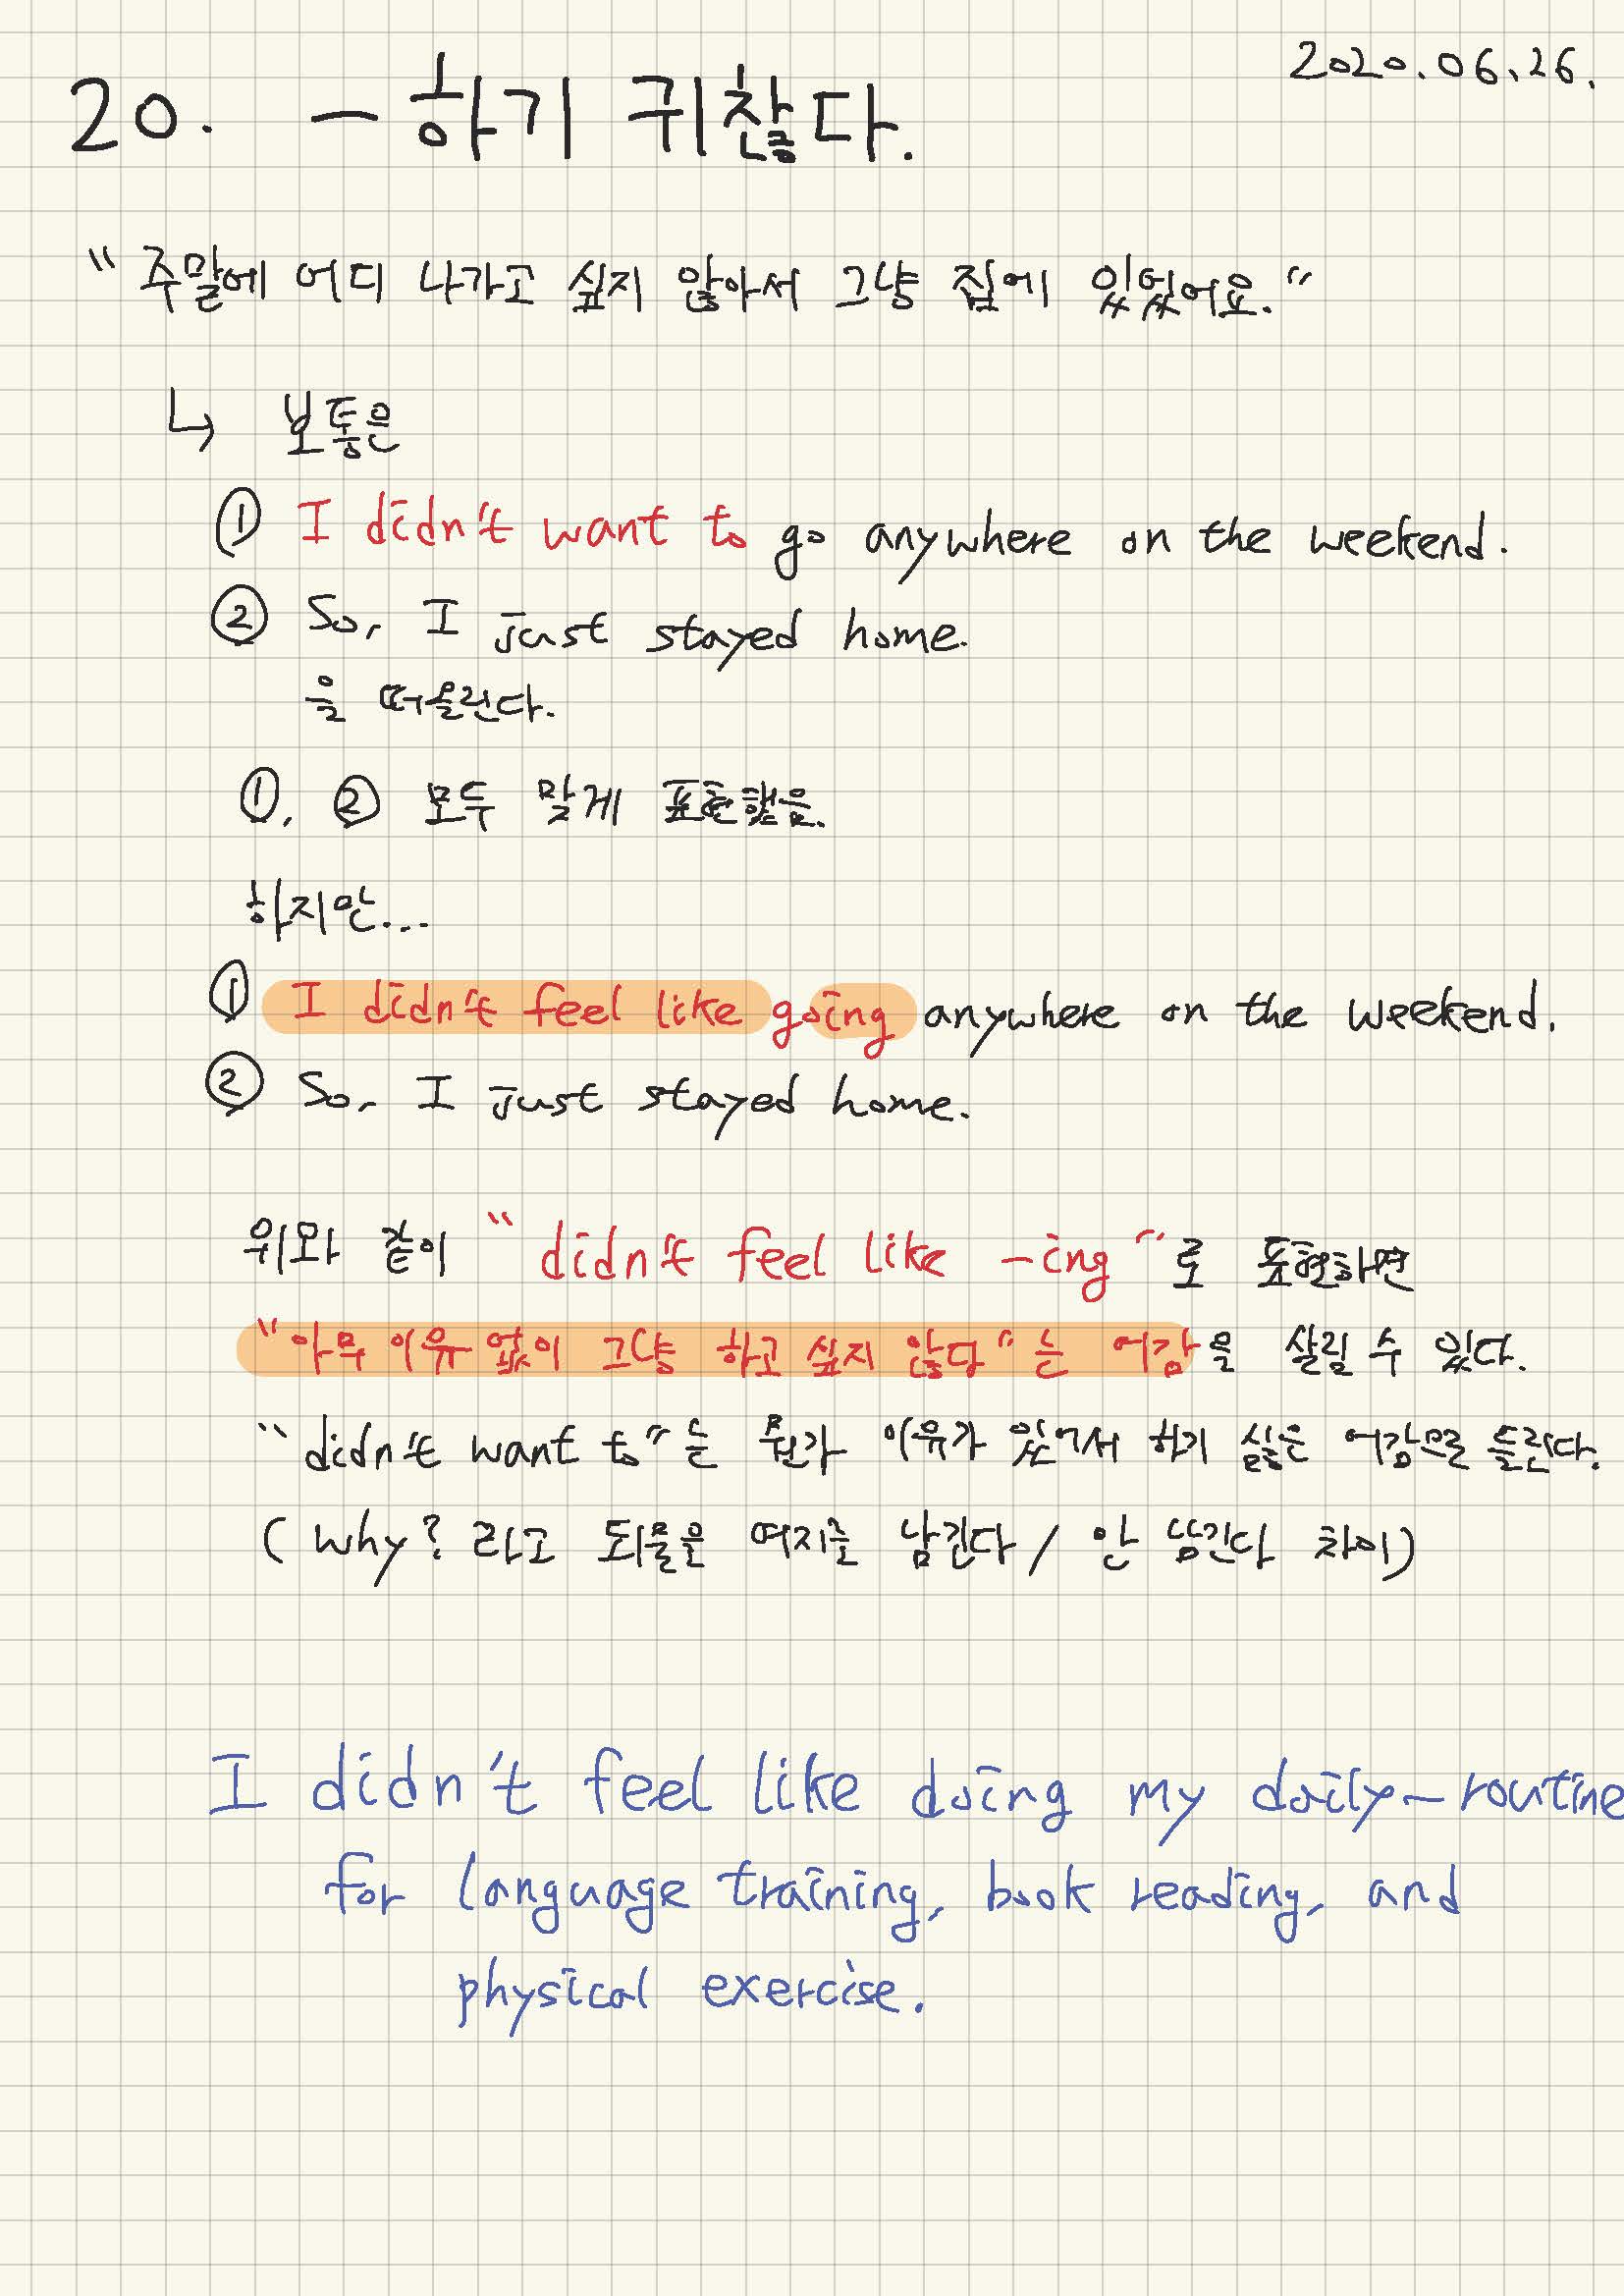 2020.06.26.
20. -하기 귀찮다.
"주말에 어디 나가고 싶지 않아서 그냥 집에 있었어요."
↳ 보통은
① I didn't want to go anywhere on the weekend.
② So, I just stayed home.
을 떠올린다.
①, ② 모두 맞게 표현했음.
하지만...
① I didn't feel like going anywhere on the weekend.
② So, I just stayed home.
위와 같이 "didn't feel like -ing"로 표현하면
"아무 이유 없이 그냥 하고 싶지 않다"는 어감을 살릴 수 있다.
"didn't want to"는 뭔가 이유가 있어서 하기 싫은 어감으로 들린다.
(why? 라고 되물을 여지를 남긴다 / 안 남긴다 차이)
I didn't feel like doing my daily-routine
for language training, book reading, and
physical exercise.